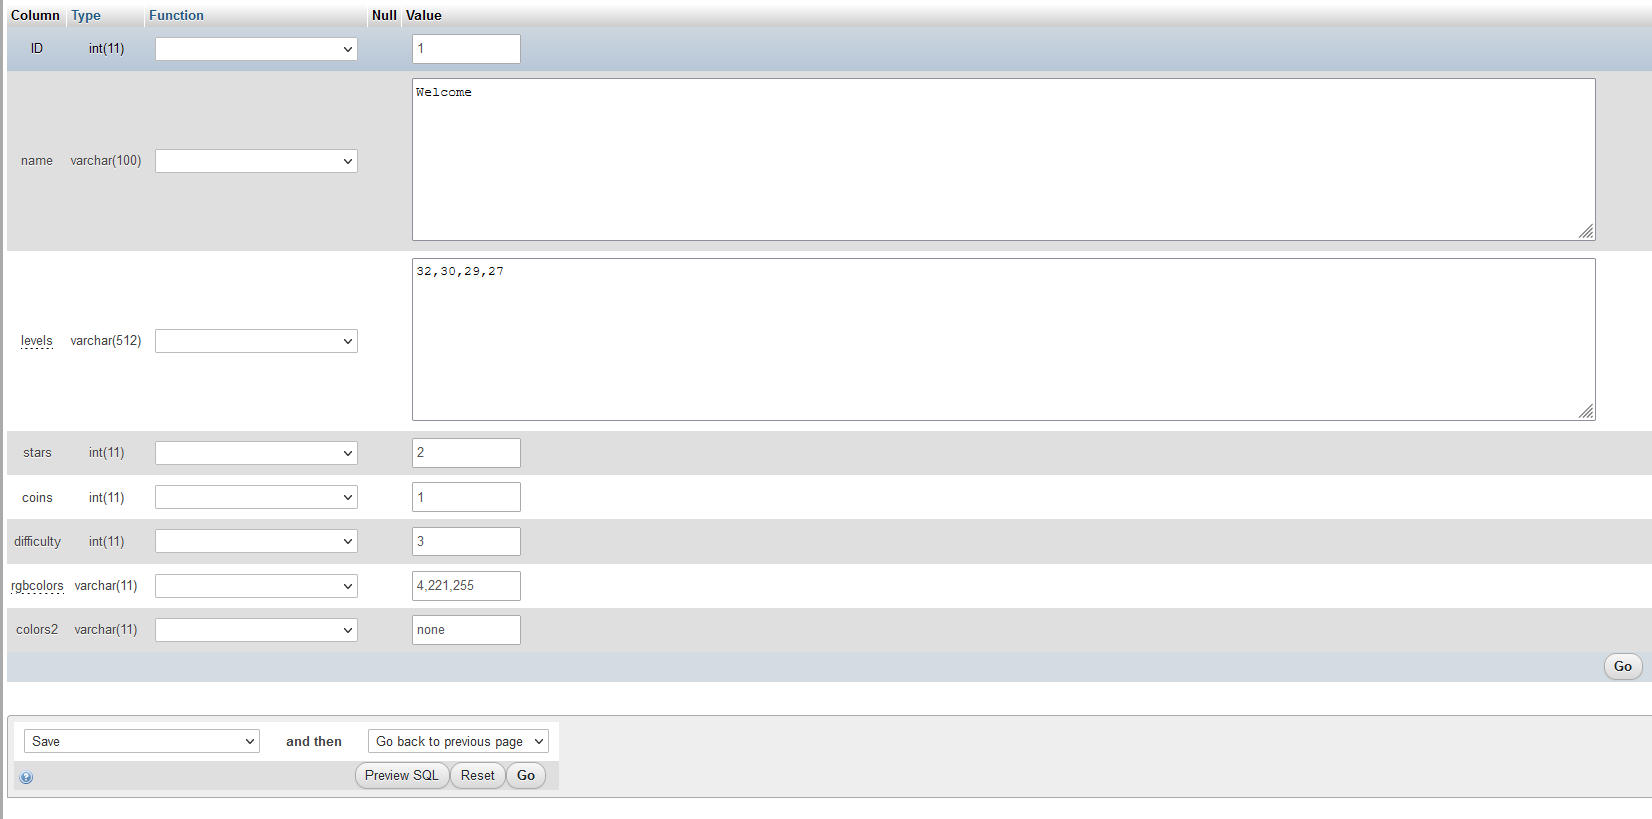 Column Type Function Null Value
ID int(11) 1
name varchar(100) Welcome
levels varchar(512) 32,30,29,27
stars int(11) 2
coins int(11) 1
difficulty int(11) 3
rgbcolors varchar(11) 4,221,255
colors2 varchar(11) none
Go
Save and then Go back to previous page
Preview SQL Reset Go